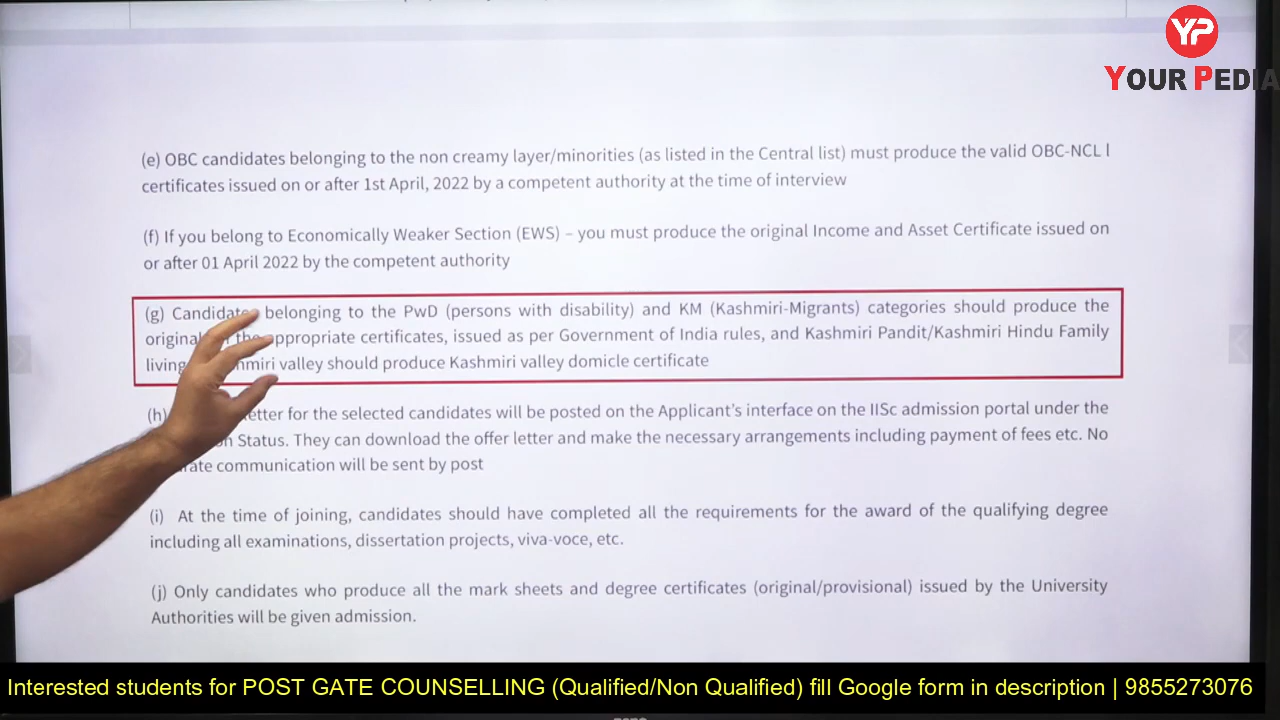 YP
YOUR PEDIA
(e) OBC candidates belonging to the non creamy layer/minorities (as listed in the Central list) must produce the valid OBC-NCL l
certificates issued on or after 1st April, 2022 by a competent authority at the time of interview
(f) If you belong to Economically Weaker Section (EWS) – you must produce the original Income and Asset Certificate issued on
or after 01 April 2022 by the competent authority
(g) Candidates belonging to the PwD (persons with disability) and KM (Kashmiri-Migrants) categories should produce the
original the appropriate certificates, issued as per Government of India rules, and Kashmiri Pandit/Kashmiri Hindu Family
living valley should produce Kashmiri valley domicle certificate
(h) letter for the selected candidates will be posted on the Applicant's interface on the IISc admission portal under the
Status. They can download the offer letter and make the necessary arrangements including payment of fees etc. No
communication will be sent by post
(i) At the time of joining, candidates should have completed all the requirements for the award of the qualifying degree
including all examinations, dissertation projects, viva-voce, etc.
(j) Only candidates who produce all the mark sheets and degree certificates (original/provisional) issued by the University
Authorities will be given admission.
Interested students for POST GATE COUNSELLING (Qualified/Non Qualified) fill Google form in description | 9855273076